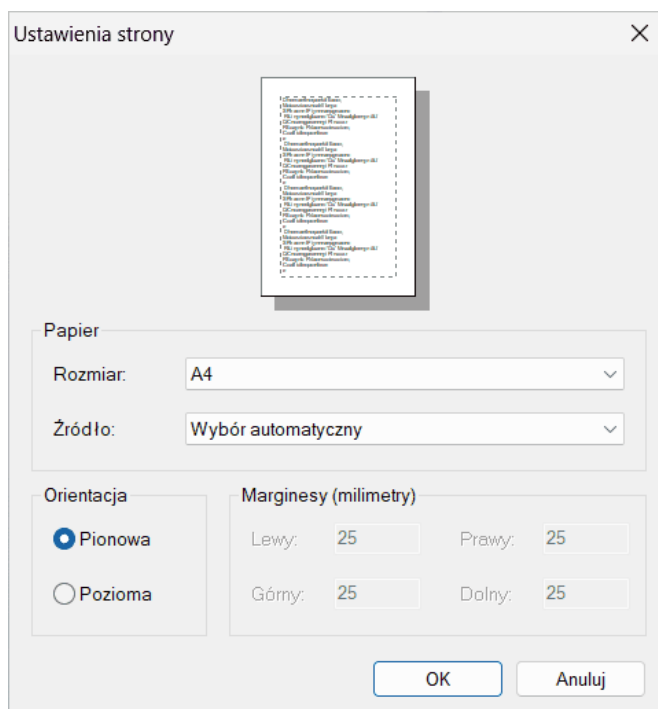 Ustawienia strony
Papier
Rozmiar: A4
Źródło: Wybór automatyczny
Orientacja
Pionowa
Pozioma
Marginesy (milimetry)
Lewy: 25 Prawy: 25
Górny: 25 Dolny: 25
OK Anuluj